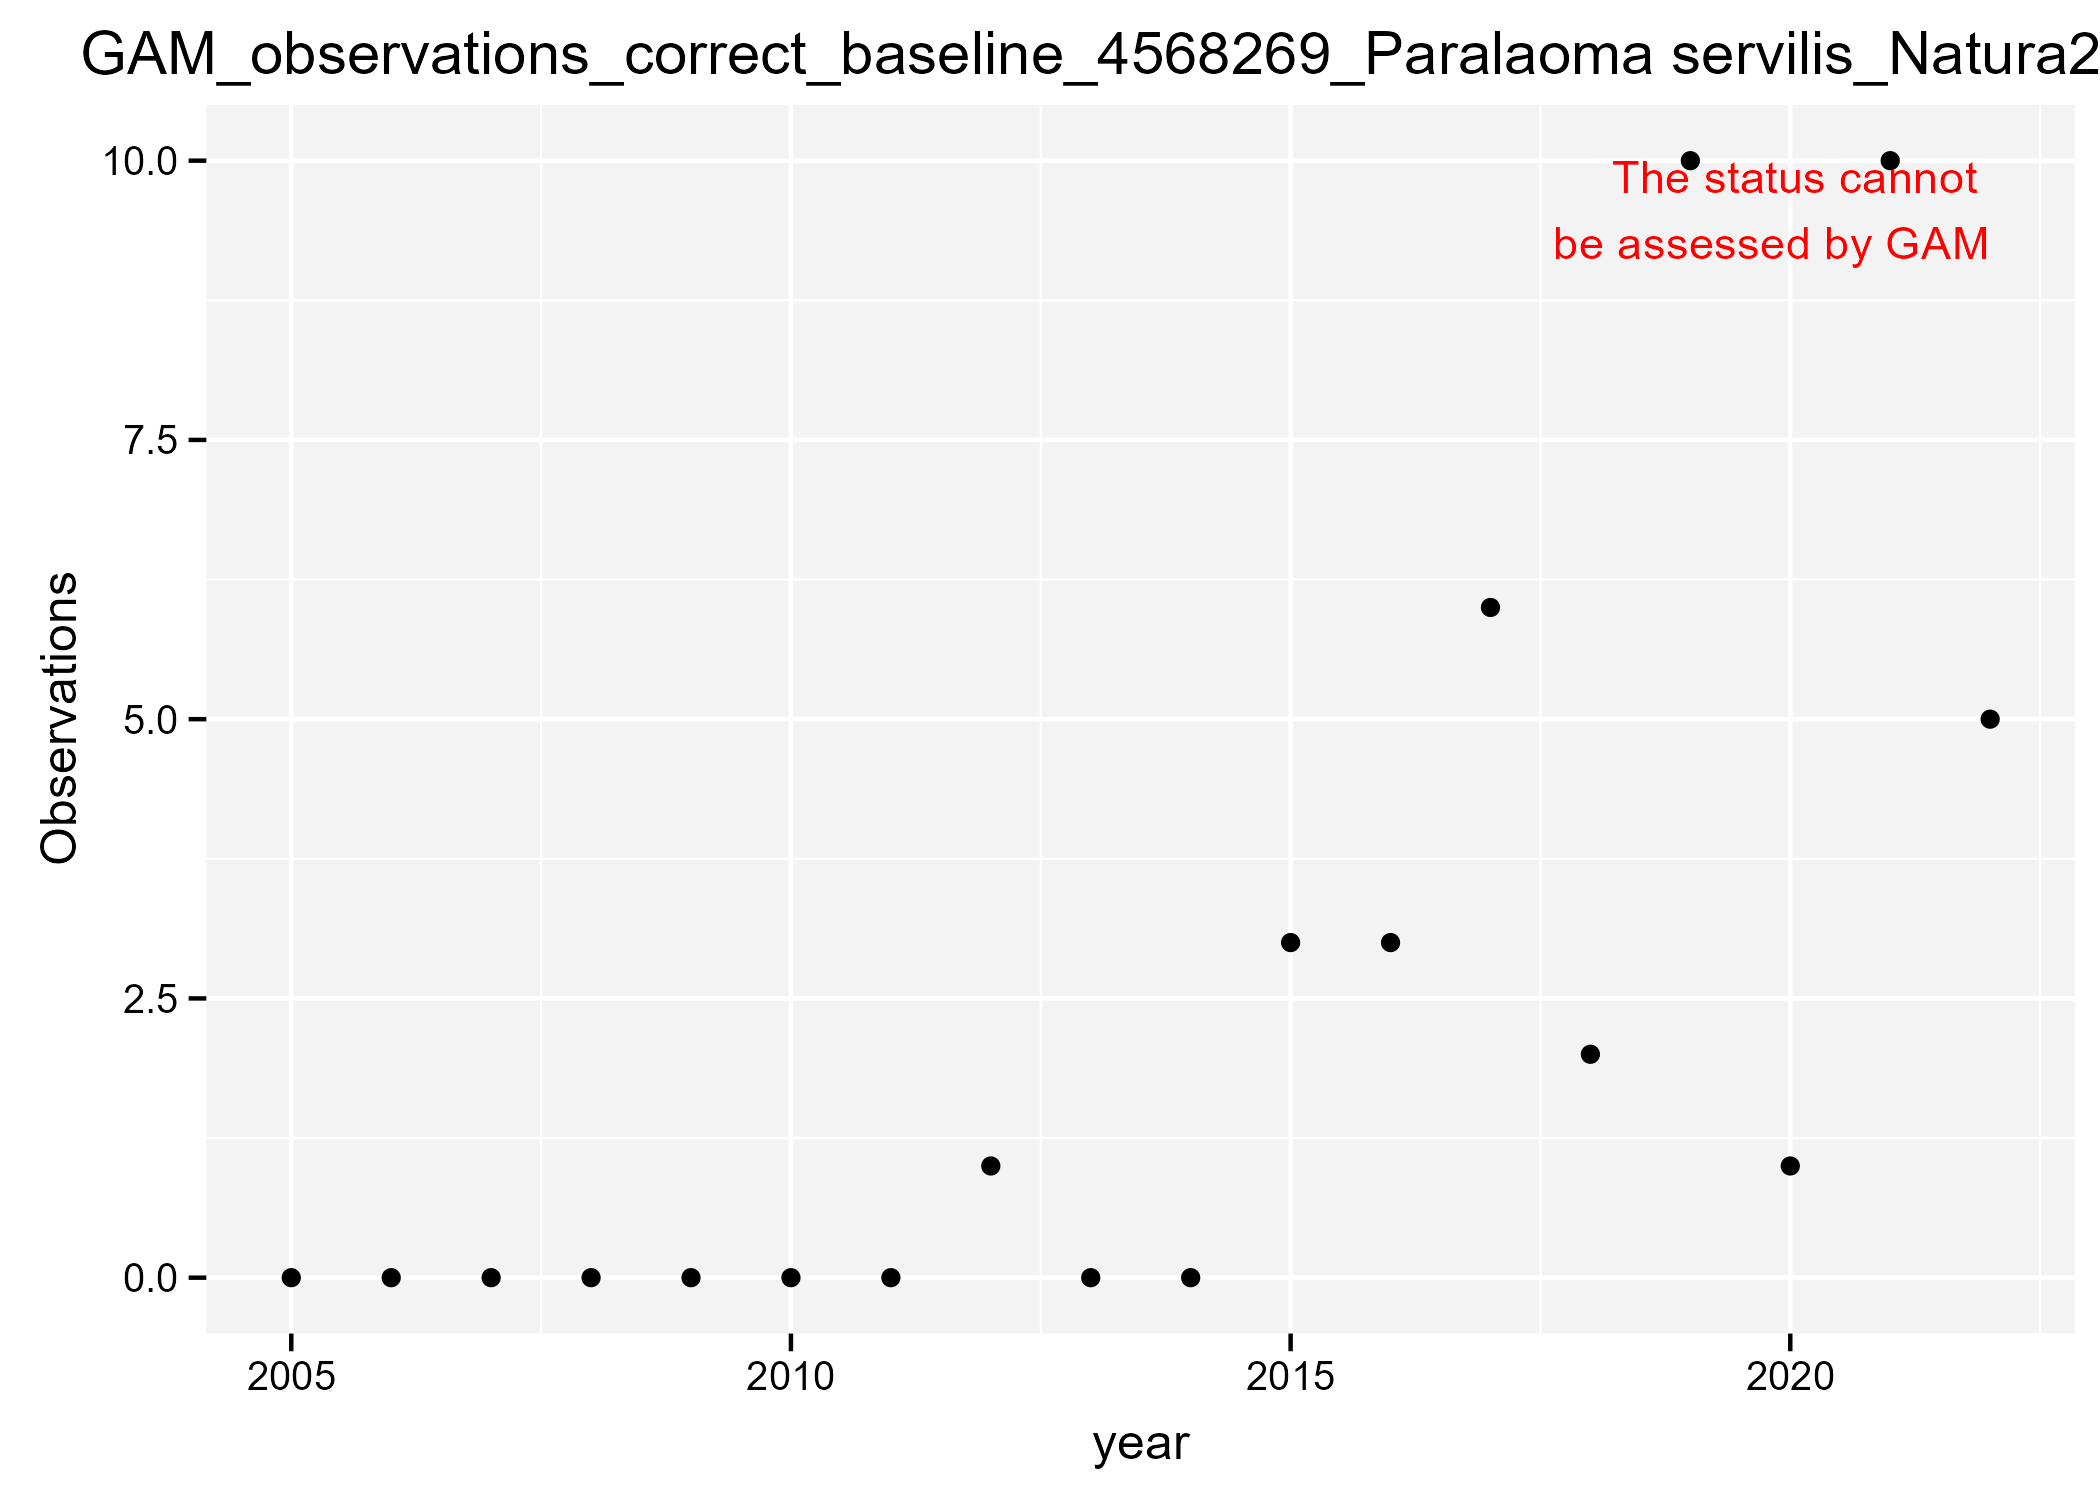 GAM_observations_correct_baseline_4568269_Paralaoma servilis_Natura2
10.0
The status cannot
be assessed by GAM
7.5
5.0
2.5
0.0
Observations
2005 2010 2015 2020
year